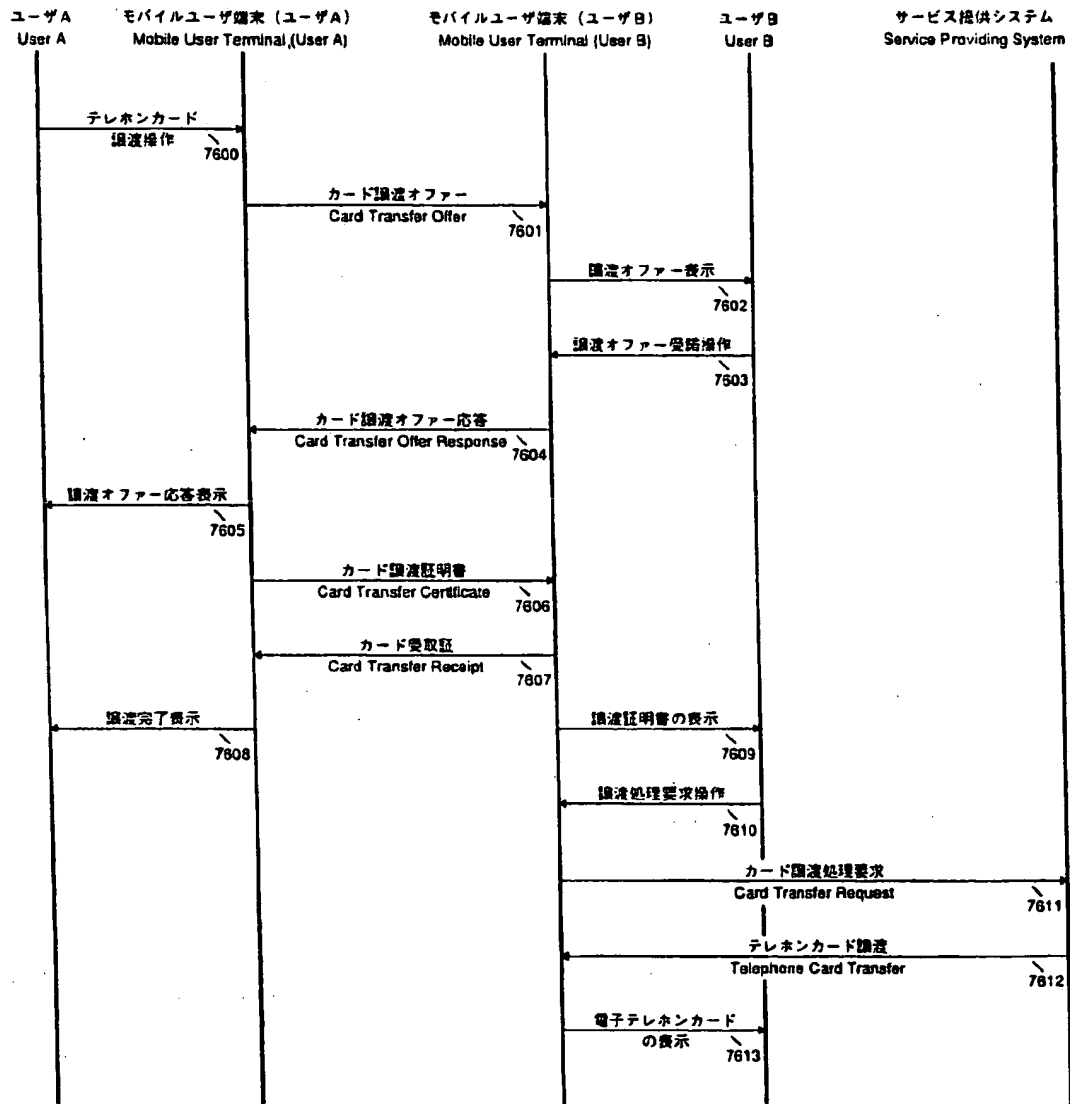 ユーザA
User A
モバイルユーザ端末（ユーザA）
Mobile User Terminal,(User A)
モバイルユーザ端末（ユーザB）
Mobile User Terminal (User B)
ユーザB
User B
サービス提供システム
Service Providing System
テレホンカード
譲渡操作
7600
カード譲渡オファー
Card Transfer Offer
7601
譲渡オファー表示
7602
譲渡オファー受諾操作
7603
カード譲渡オファー応答
Card Transfer Offer Response
7604
譲渡オファー応答表示
7605
カード譲渡証明書
Card Transfer Certificate
7606
カード受取証
Card Transfer Receipt
7607
譲渡完了表示
7608
譲渡証明書の表示
7609
譲渡処理要求操作
7610
カード譲渡処理要求
Card Transfer Request
7611
テレホンカード譲渡
Telephone Card Transfer
7612
電子テレホンカード
の表示
7613